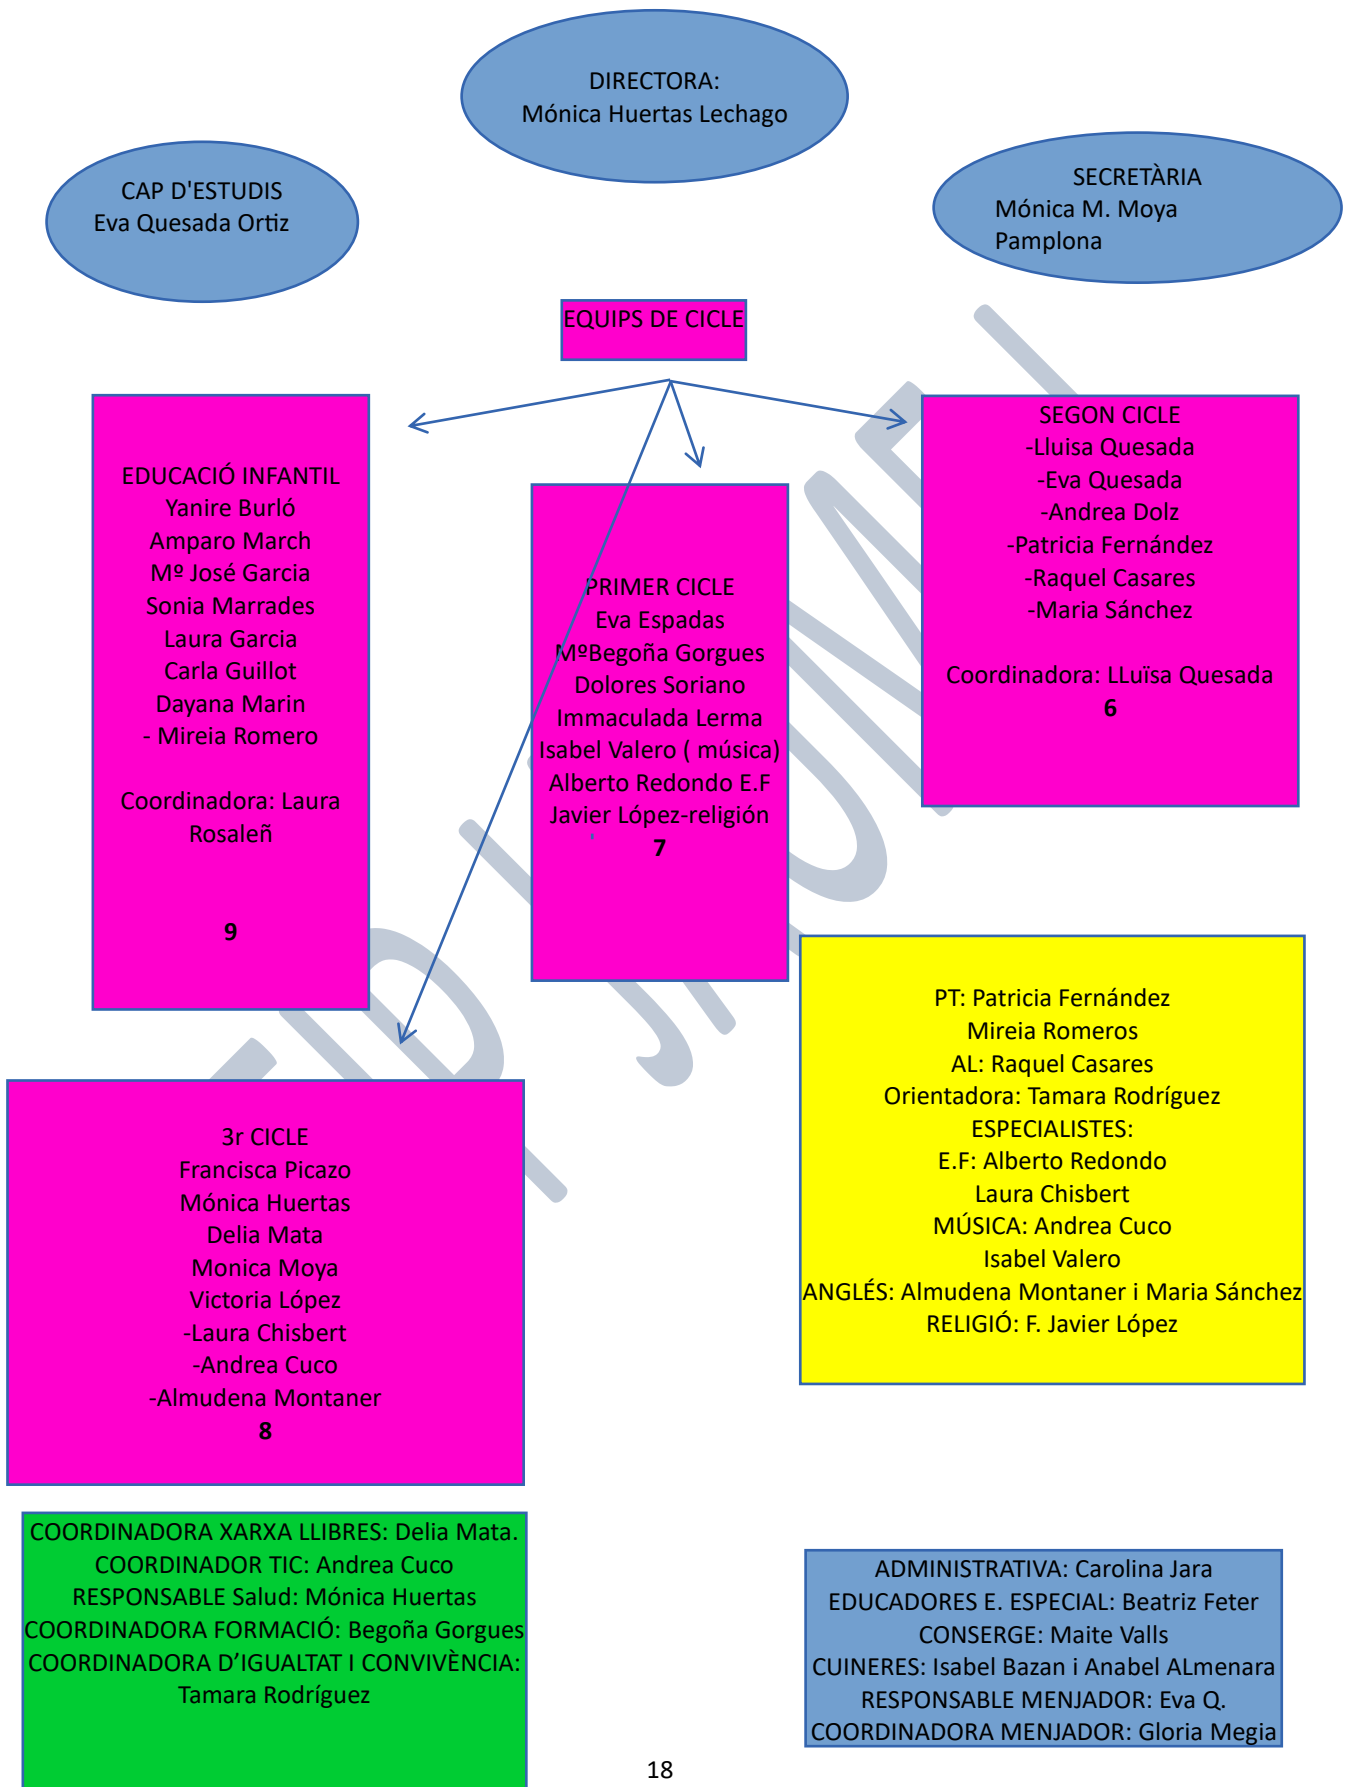 DIRECTORA:
Mónica Huertas Lechago
CAP D'ESTUDIS
Eva Quesada Ortiz
SECRETÀRIA
Mónica M. Moya
Pamplona
EQUIPS DE CICLE
EDUCACIÓ INFANTIL
Yanire Burló
Amparo March
Mº José Garcia
Sonia Marrades
Laura Garcia
Carla Guillot
Dayana Marin
- Mireia Romero
Coordinadora: Laura
Rosaleñ
9
PRIMER CICLE
Eva Espadas
MºBegoña Gorgues
Dolores Soriano
Immaculada Lerma
Isabel Valero ( música)
Alberto Redondo E.F
Javier López-religión
7
SEGON CICLE
-Lluisa Quesada
-Eva Quesada
-Andrea Dolz
-Patricia Fernández
-Raquel Casares
-Maria Sánchez
Coordinadora: LLuïsa Quesada
6
3r CICLE
Francisca Picazo
Mónica Huertas
Delia Mata
Monica Moya
Victoria López
-Laura Chisbert
-Andrea Cuco
-Almudena Montaner
8
PT: Patricia Fernández
Mireia Romeros
AL: Raquel Casares
Orientadora: Tamara Rodríguez
ESPECIALISTES:
E.F: Alberto Redondo
Laura Chisbert
MÚSICA: Andrea Cuco
Isabel Valero
ANGLÉS: Almudena Montaner i Maria Sánchez
RELIGIÓ: F. Javier López
COORDINADORA XARXA LLIBRES: Delia Mata.
COORDINADOR TIC: Andrea Cuco
RESPONSABLE Salud: Mónica Huertas
COORDINADORA FORMACIÓ: Begoña Gorgues
COORDINADORA D’IGUALTAT I CONVIVÈNCIA:
Tamara Rodríguez
ADMINISTRATIVA: Carolina Jara
EDUCADORES E. ESPECIAL: Beatriz Feter
CONSERGE: Maite Valls
CUINERES: Isabel Bazan i Anabel ALmenara
RESPONSABLE MENJADOR: Eva Q.
COORDINADORA MENJADOR: Gloria Megia
18